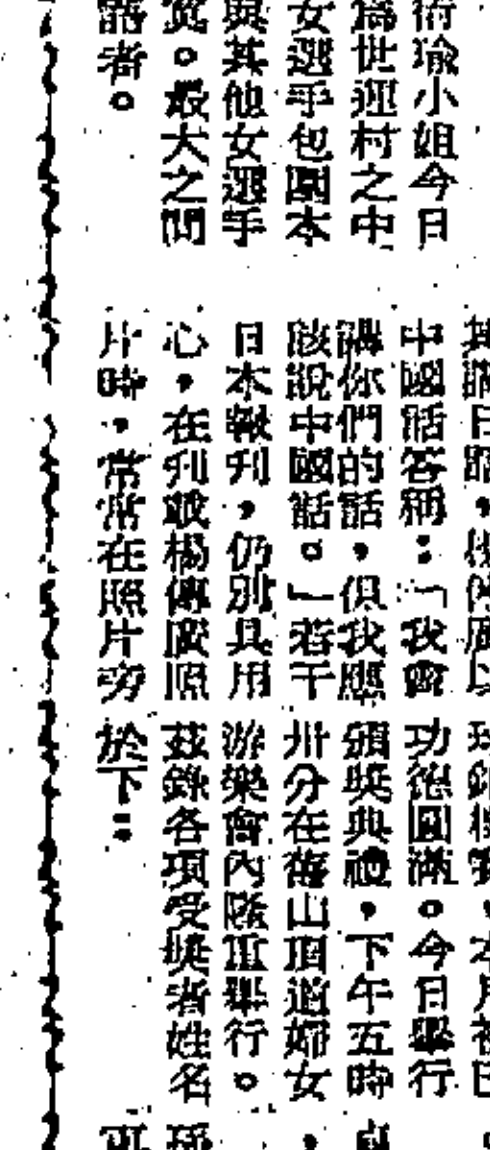 瑜小姐今日
爲世運村之中
女選手包圍本
與其他女選手
。最大之問
語者。
中國話答稱：「我會
講你們的話，但我應
該說中國話。」若干
日本報刊，仍別具用
心，在刋載楊傳廣照
片時，常常在照片旁
功德圓滿。今日舉行
頒奬典禮，下午五時
卅分在舊山頂道婦女
游樂會內隆重舉行。
茲錄各項受奬者姓名
於下：